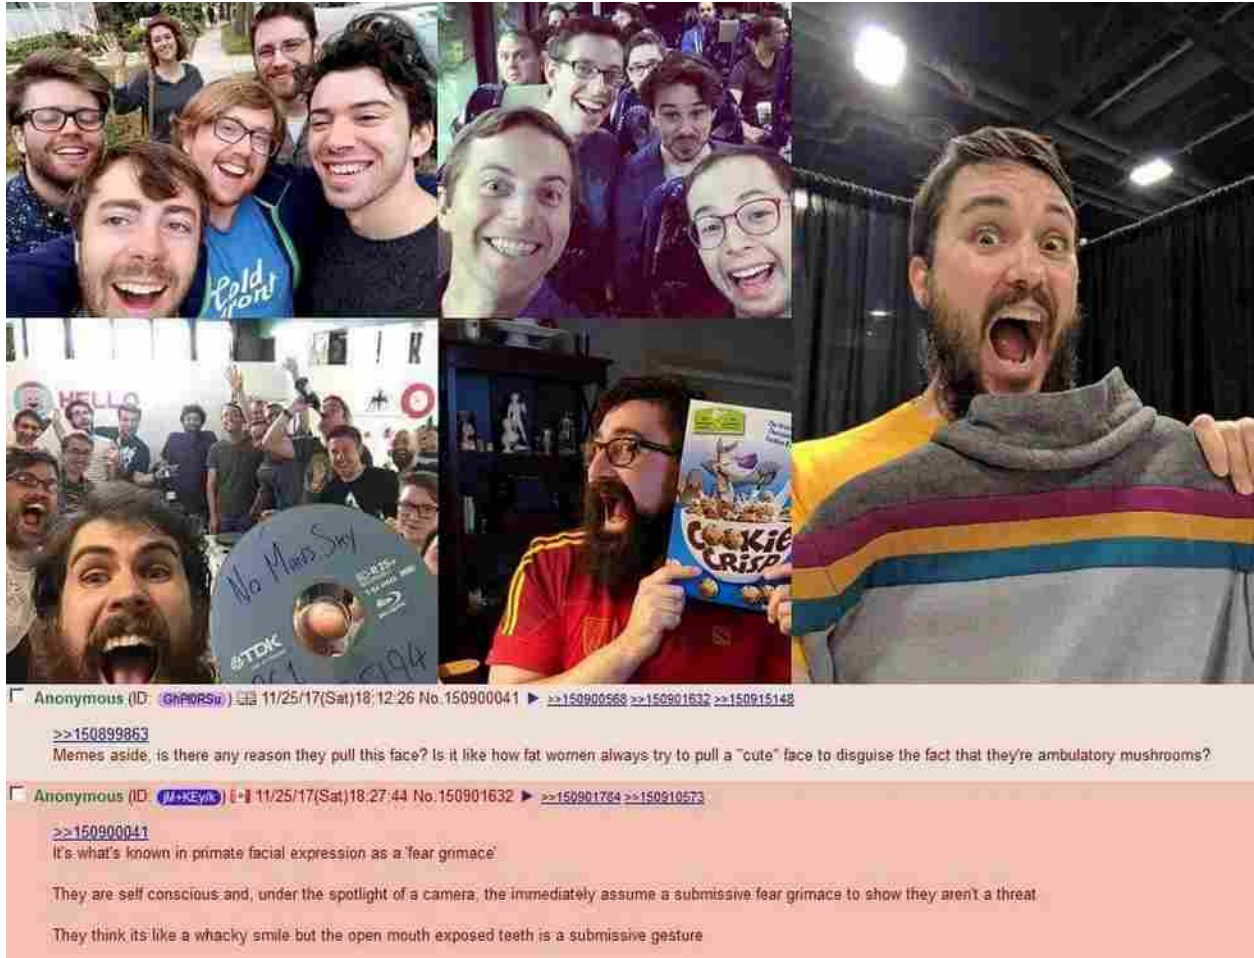 Hold
front!
HELLO
No Mans Sky
TDK
COOKIE
CRISP
Anonymous (ID: GhPl0RSu) 11/25/17(Sat)18:12:26 No.150900041 ▶ >>150900568 >>150901632 >>150915148
>>150899863
Memes aside, is there any reason they pull this face? Is it like how fat women always try to pull a "cute" face to disguise the fact that they're ambulatory mushrooms?
Anonymous (ID: jM+KEy/k) 11/25/17(Sat)18:27:44 No.150901632 ▶ >>150901764 >>150910573
>>150900041
It's what's known in primate facial expression as a 'fear grimace'
They are self conscious and, under the spotlight of a camera, the immediately assume a submissive fear grimace to show they aren't a threat
They think its like a whacky smile but the open mouth exposed teeth is a submissive gesture